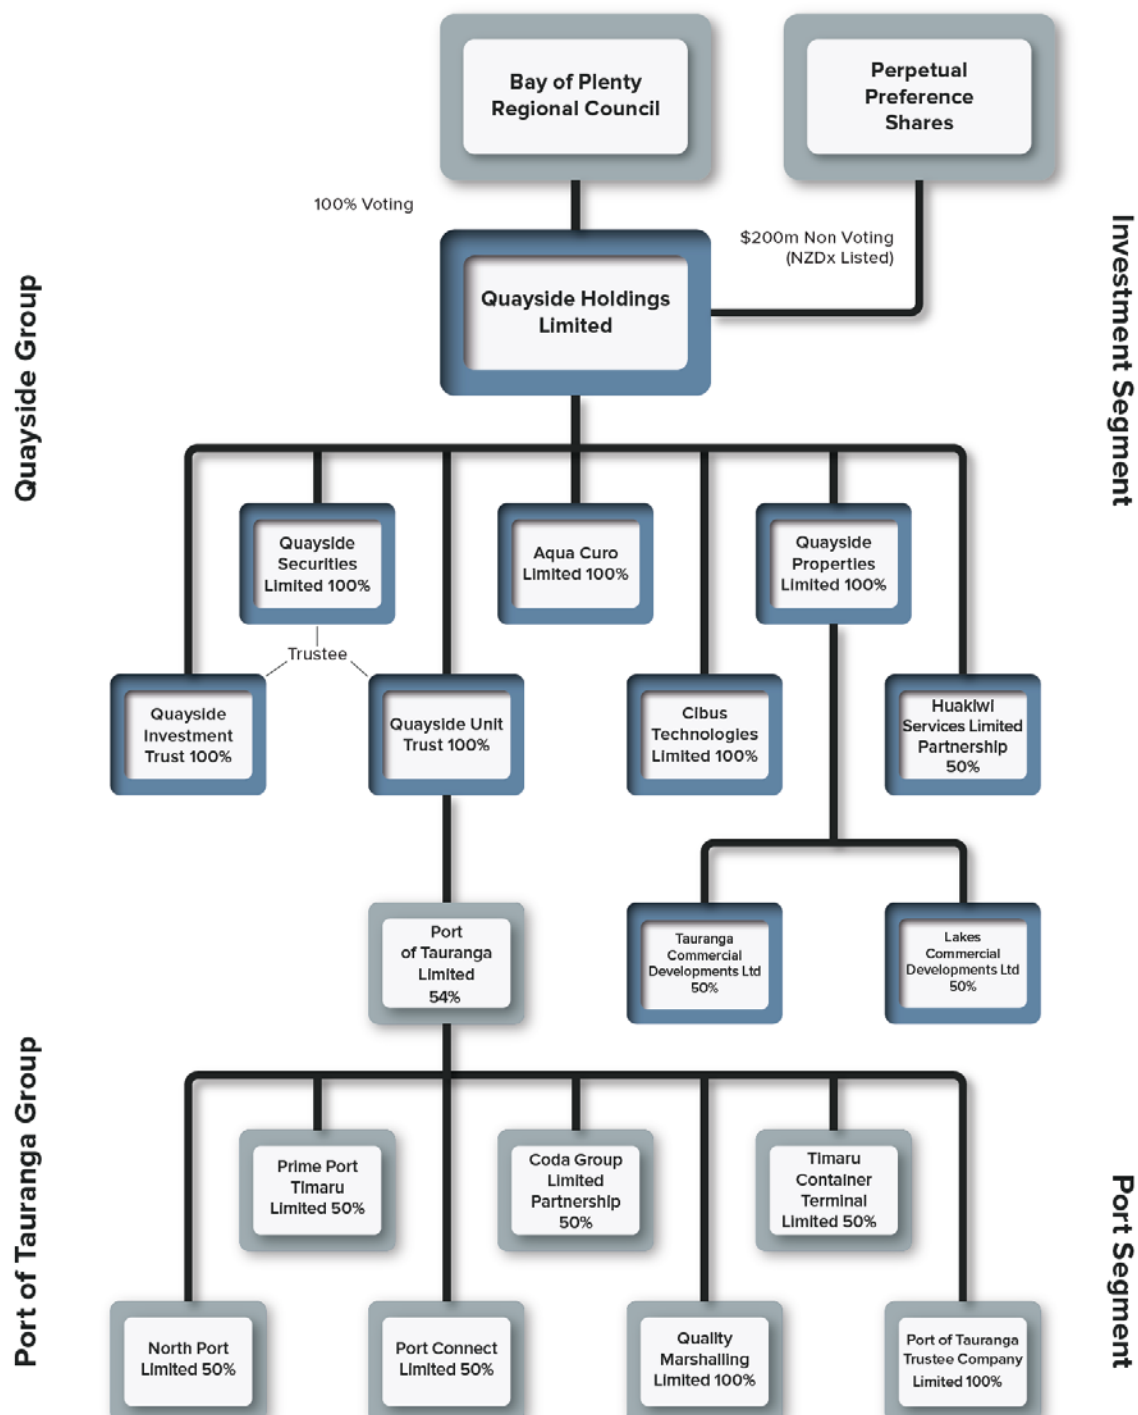 Bay of Plenty
Regional Council
Perpetual
Preference
Shares
100% Voting
$200m Non Voting
(NZDx Listed)
Quayside Holdings
Limited
Quayside Group
Investment Segment
Quayside
Securities
Limited 100%
Aqua Curo
Limited 100%
Quayside
Properties
Limited 100%
Trustee
Quayside
Investment
Trust 100%
Quayside Unit
Trust 100%
Cibus
Technologies
Limited 100%
Huakiwi
Services Limited
Partnership
50%
Port
of Tauranga
Limited
54%
Tauranga
Commercial
Developments Ltd
50%
Lakes
Commercial
Developments Ltd
50%
Port of Tauranga Group
Port Segment
Prime Port
Timaru
Limited 50%
Coda Group
Limited
Partnership
50%
Timaru
Container
Terminal
Limited 50%
North Port
Limited 50%
Port Connect
Limited 50%
Quality
Marshalling
Limited 100%
Port of Tauranga
Trustee Company
Limited 100%